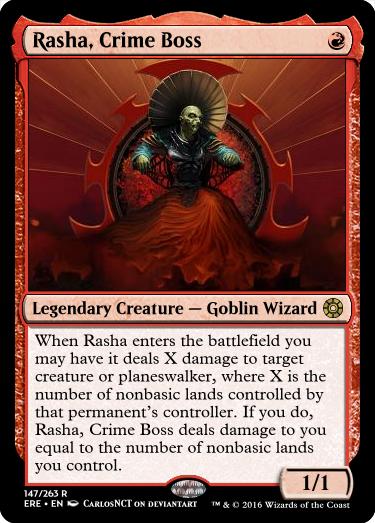 Rasha, Crime Boss
Legendary Creature — Goblin Wizard
When Rasha enters the battlefield you
may have it deals X damage to target
creature or planeswalker, where X is the
number of nonbasic lands controlled by
that permanent's controller. If you do,
Rasha, Crime Boss deals damage to you
equal to the number of nonbasic lands
you control.
1/1
147/263 R
ERE • EN CarlosNCT on deviantart ™ & © 2016 Wizards of the Coast